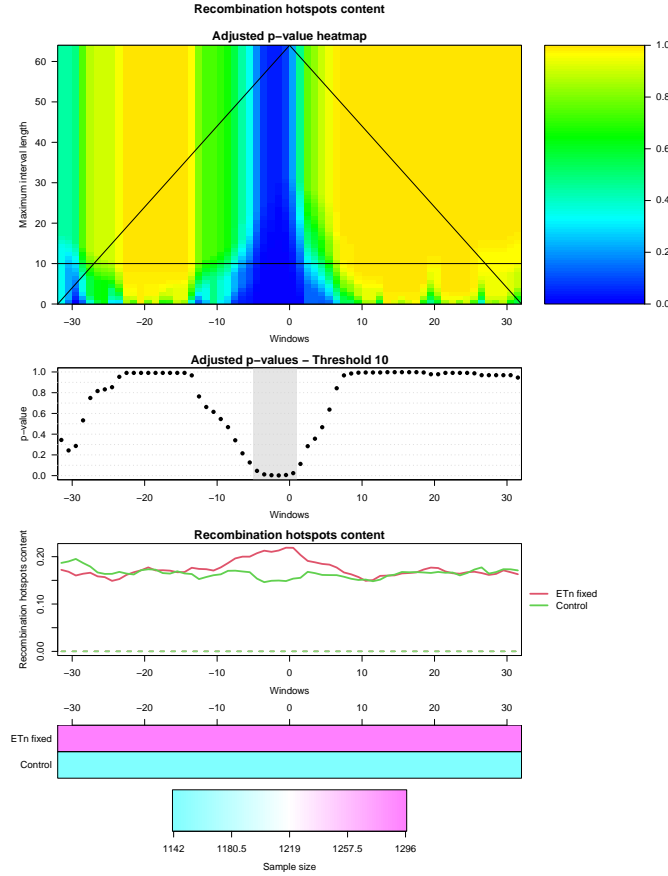 Recombination hotspots content
Adjusted p−value heatmap
Maximum interval length
60
50
40
30
20
10
0
−30 −20 −10 0 10 20 30
Windows
1.0
0.8
0.6
0.4
0.2
0.0
Adjusted p−values − Threshold 10
p−value
1.0
0.8
0.6
0.4
0.2
0.0
−30 −20 −10 0 10 20 30
Windows
Recombination hotspots content
Recombination hotspots content
0.20
0.10
0.00
ETn fixed
Control
−30 −20 −10 0 10 20 30
Windows
−30 −20 −10 0 10 20 30
ETn fixed
Control
1142 1180.5 1219 1257.5 1296
Sample size